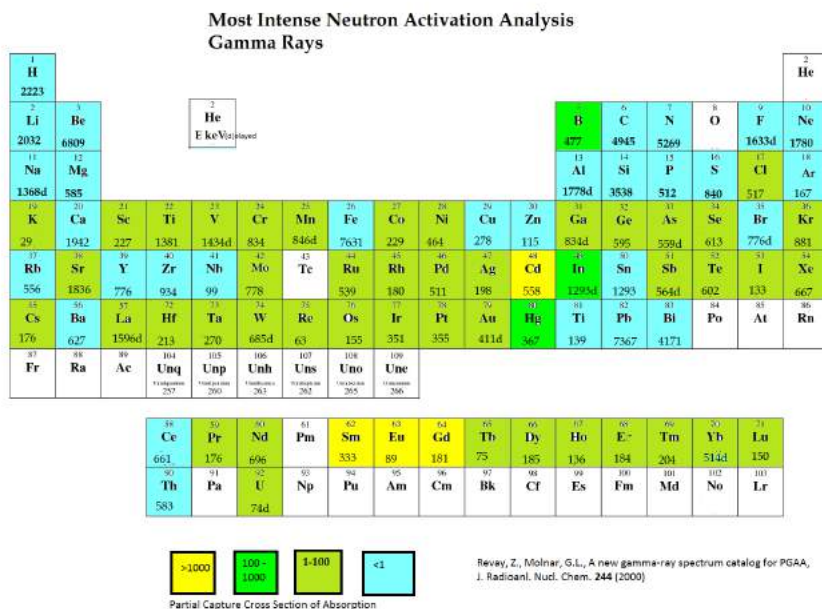 Most Intense Neutron Activation Analysis
Gamma Rays
1 2
H He
2223
2 3 2 6 7 8 9 10
Li Be He B C N O F Ne
2032 6809 E keV(d)elayed 477 4945 5269 1633d 1780
11 12 13 14 15 16 17 18
Na Mg Al Si P S Cl Ar
1368d 585 1778d 3538 512 840 517 167
19 20 21 22 23 24 25 26 27 28 29 30 31 32 33 34 35 36
K Ca Sc Ti V Cr Mn Fe Co Ni Cu Zn Ga Ge As Se Br Kr
29 1942 227 1381 1434d 834 846d 7631 229 464 278 115 834d 595 559d 613 776d 881
37 38 39 40 41 42 43 44 45 46 47 48 49 50 51 52 53 54
Rb Sr Y Zr Nb Mo Tc Ru Rh Pd Ag Cd In Sn Sb Te I Xe
556 1836 776 934 99 778 539 180 511 198 558 1293d 1293 564d 602 133 667
55 56 57 72 73 74 75 76 77 78 79 80 81 82 83 84 85 86
Cs Ba La Hf Ta W Re Os Ir Pt Au Hg Ti Pb Bi Po At Rn
176 627 1596d 213 270 685d 63 155 351 355 411d 367 139 7367 4171
87 88 89 104 105 106 107 108 109
Fr Ra Ac Unq Unp Unh Uns Uno Une
257 260 263 262 265 266
58 59 60 61 62 63 64 65 66 67 68 69 70 71
Ce Pr Nd Pm Sm Eu Gd Tb Dy Ho Tm Yb Lu
661 176 696 333 89 181 75 185 136 184 204 514d 150
90 91 92 93 94 95 96 97 98 99 100 101 102 103
Th Pa U Np Pu Am Cm Bk Cf Es Fm Md No Lr
583 74d
>1000 100 - 1000 1-100 <1
Partial Capture Cross Section of Absorption
Revay, Z., Molnar, G.L., A new gamma-ray spectrum catalog for PGAA,
J. Radioanl. Nucl. Chem. 244 (2000)